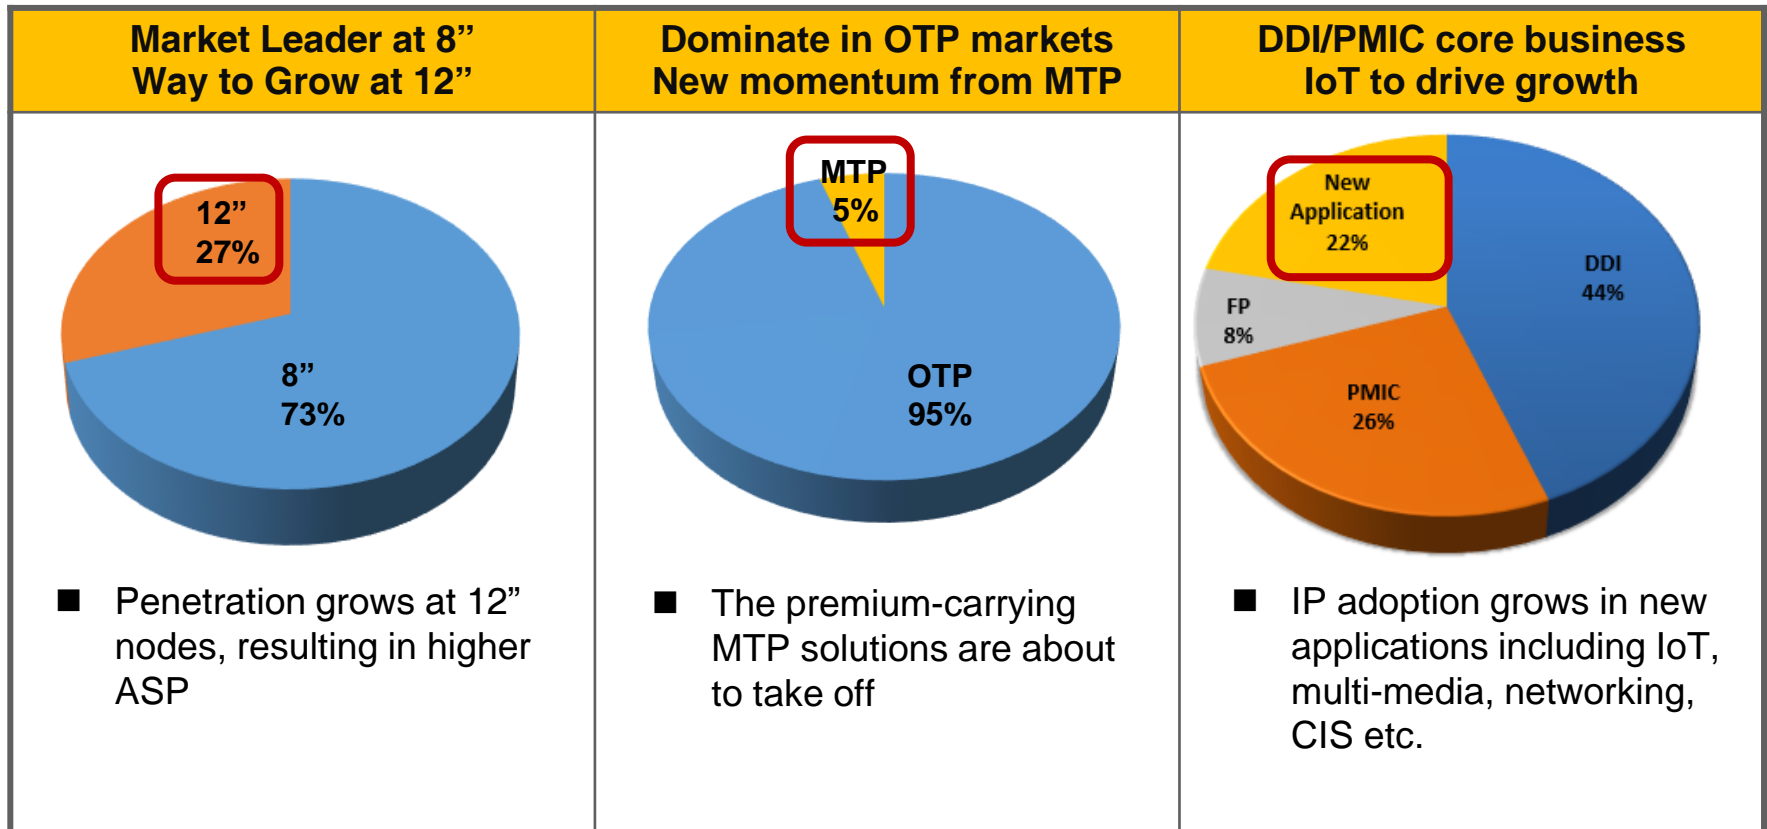 Market Leader at 8”
Way to Grow at 12”
12”
27%
8”
73%
■ Penetration grows at 12”
nodes, resulting in higher
ASP
Dominate in OTP markets
New momentum from MTP
MTP
5%
OTP
95%
■ The premium-carrying
MTP solutions are about
to take off
DDI/PMIC core business
IoT to drive growth
New
Application
22%
DDI
44%
FP
8%
PMIC
26%
■ IP adoption grows in new
applications including IoT,
multi-media, networking,
CIS etc.